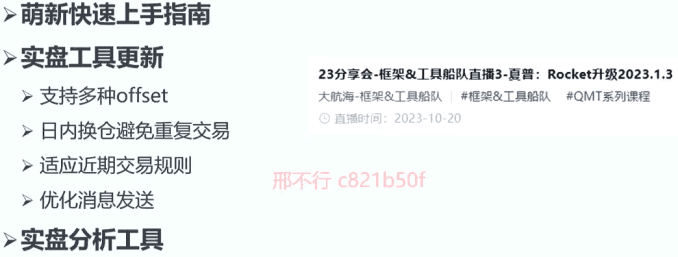 ➢萌新快速上手指南
➢实盘工具更新
➢支持多种offset
➢日内换仓避免重复交易
➢适应近期交易规则
➢优化消息发送
➢实盘分析工具
23分享会-框架&工具船队直播3-夏普：Rocket升级2023.1.3
大航海-框架&工具船队 #框架&工具船队 #QMT系列课程
直播时间：2023-10-20
邢不行 c821b50f